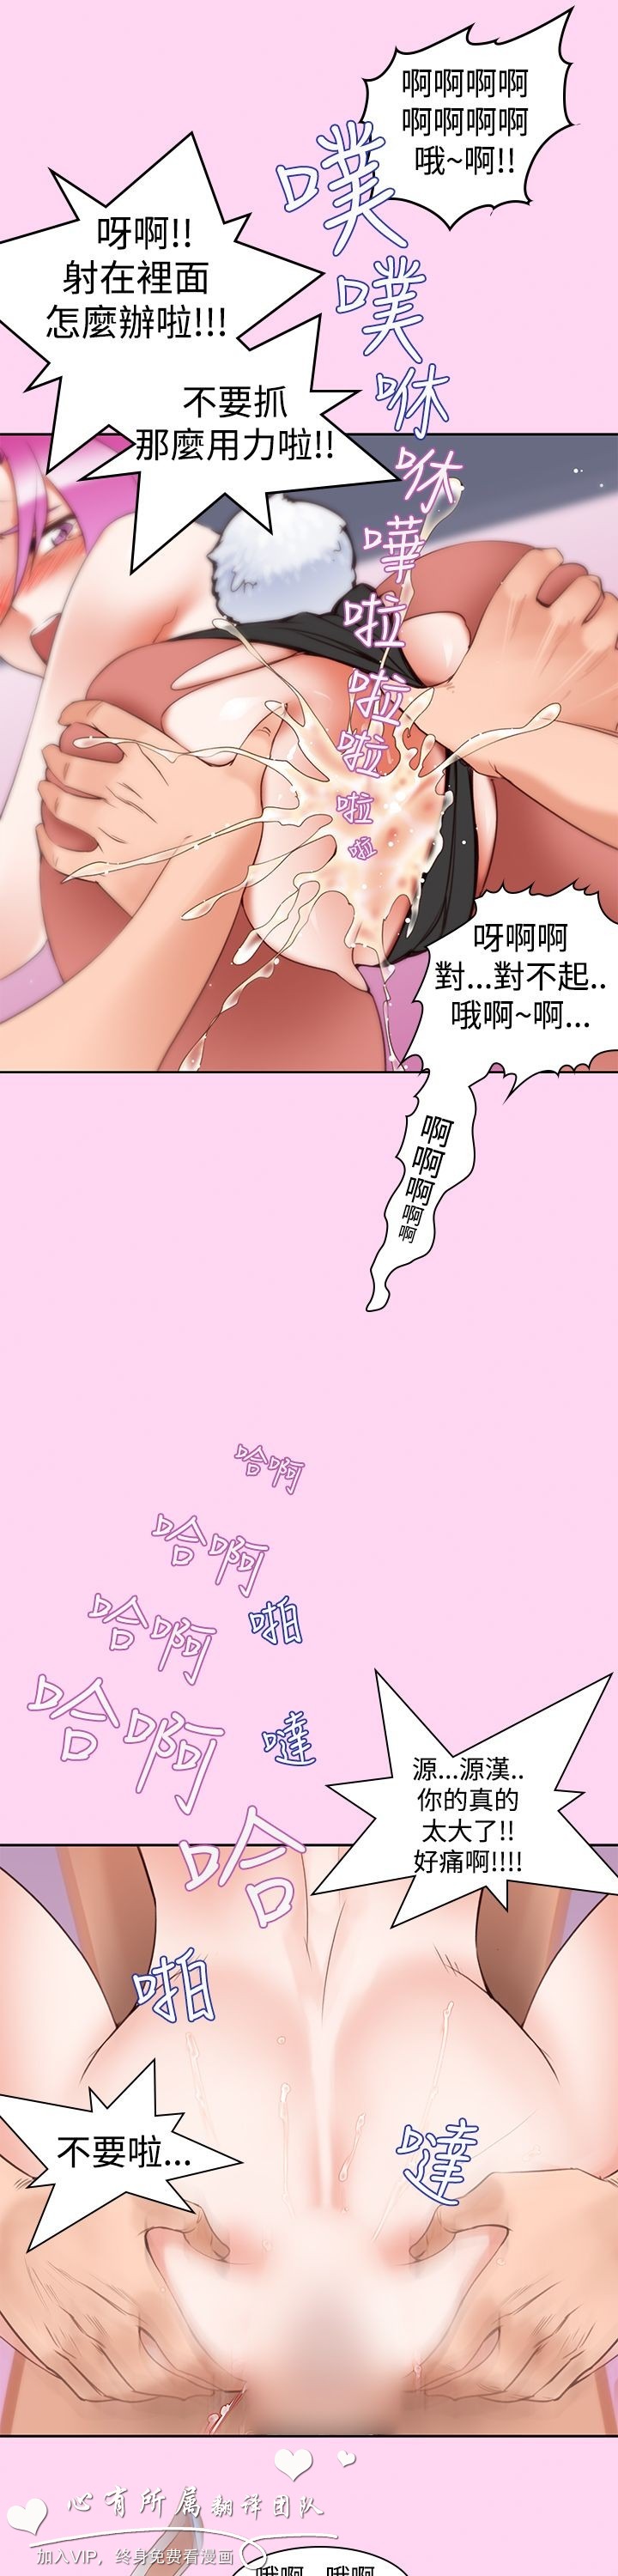 啊啊啊啊
啊啊啊啊
哦~啊!!
噗
噗
咻
咻
嘩
啦
啦
啦
啦
啦
呀啊!!
射在裡面
怎麼辦啦!!!
不要抓
那麼用力啦!!
呀啊啊
對...對不起..
哦啊~啊...
啊
啊
啊
啊
啊
哈啊
哈啊
哈啊
哈啊
哈
啪
噠
源...源漢..
你的真的
太大了!!
好痛啊!!!!
啪
不要啦...
噠
心有所属翻译团队
加入VIP，终身免费看漫画
哦啊 哦啊